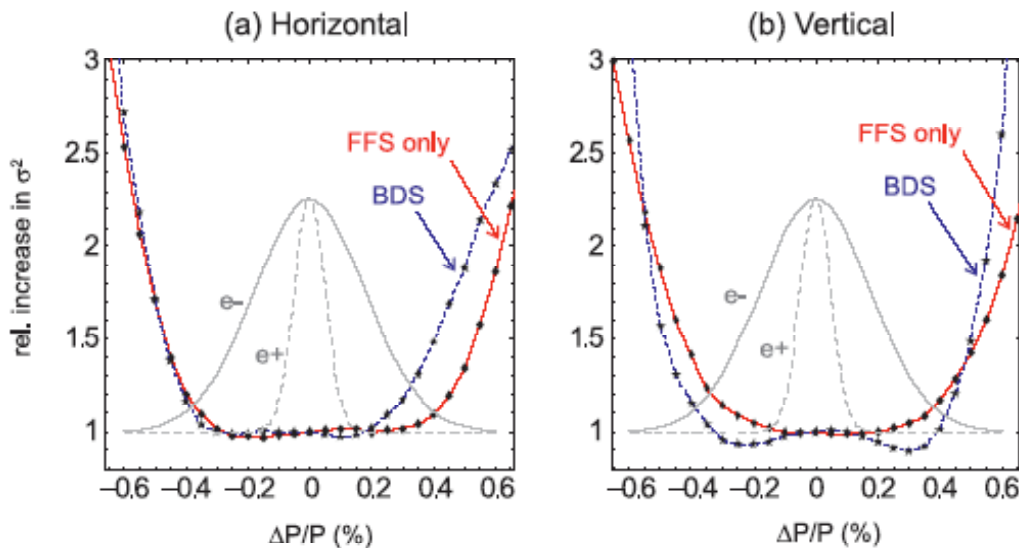 (a) Horizontal
(b) Vertical
rel. increase in σ²
3
2.5
2
1.5
1
FFS only
BDS
e-
e+
−0.6 −0.4 −0.2 0 0.2 0.4 0.6
ΔP/P (%)
3
2.5
2
1.5
1
FFS only
BDS
e-
e+
−0.6 −0.4 −0.2 0 0.2 0.4 0.6
ΔP/P (%)